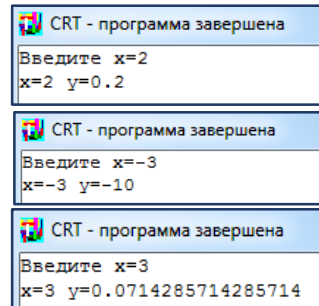 CRT - программа завершена
Введите x=2
x=2 y=0.2
CRT - программа завершена
Введите x=-3
x=-3 y=-10
CRT - программа завершена
Введите x=3
x=3 y=0.0714285714285714